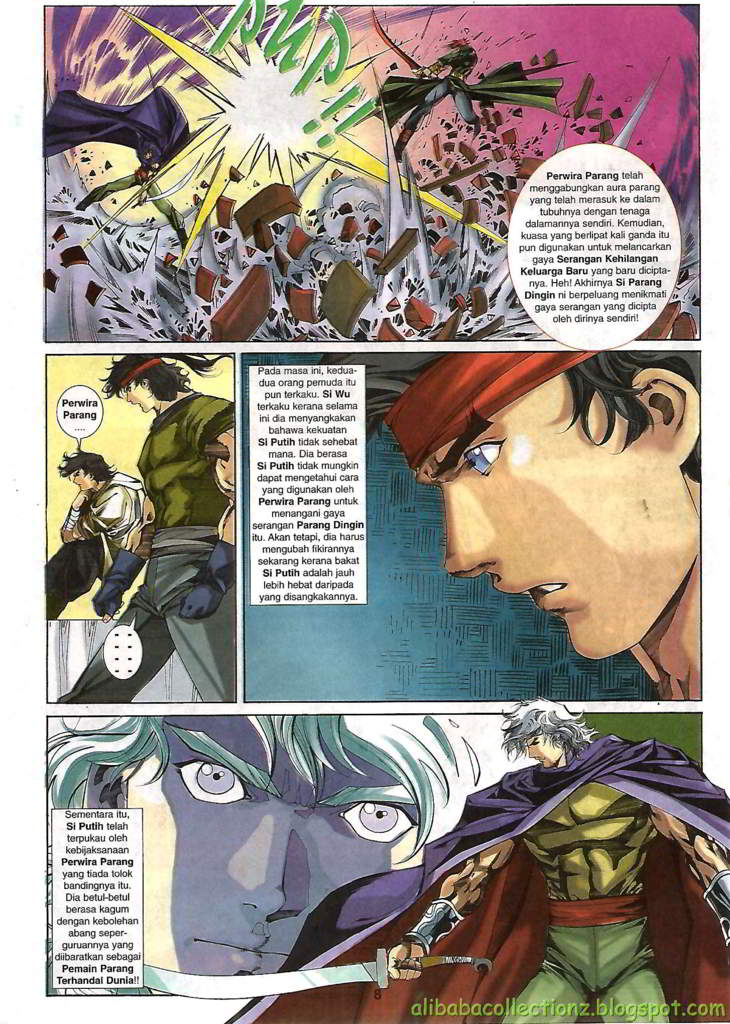 PUP!!
Perwira Parang telah
menggabungkan aura parang
yang telah merasuk ke dalam
tubuhnya dengan tenaga
dalamannya sendiri. Kemudian,
kuasa yang berlipat kali ganda itu
pun digunakan untuk melancarkan
gaya Serangan Kehilangan
Keluarga Baru yang baru dicipta-
nya. Heh! Akhirnya Si Parang
Dingin ni berpeluang menikmati
gaya serangan yang dicipta
oleh dirinya sendiri!
Perwira
Parang
....
Pada masa ini, kedua-
dua orang pemuda itu
pun terkaku. Si Wu
terkaku kerana selama
ini dia menyangkakan
bahawa kekuatan
Si Putih tidak sehebat
mana. Dia berasa
Si Putih tidak mungkin
dapat mengetahui cara
yang digunakan oleh
Perwira Parang untuk
menangani gaya
serangan Parang Dingin
itu. Akan tetapi, dia harus
mengubah fikirannya
sekarang kerana bakat
Si Putih adalah jauh
lebih hebat daripada
yang disangkakannya.
Sementara itu,
Si Putih telah
terpukau oleh
kebijaksanaan
Perwira Parang
yang tiada tolok
bandingnya itu.
Dia betul-betul
berasa kagum
dengan kebolehan
abang seper-
guruannya yang
diibaratkan sebagai
Pemain Parang
Terhandal Dunia!!
8
alibabacollectionz.blogspot.com